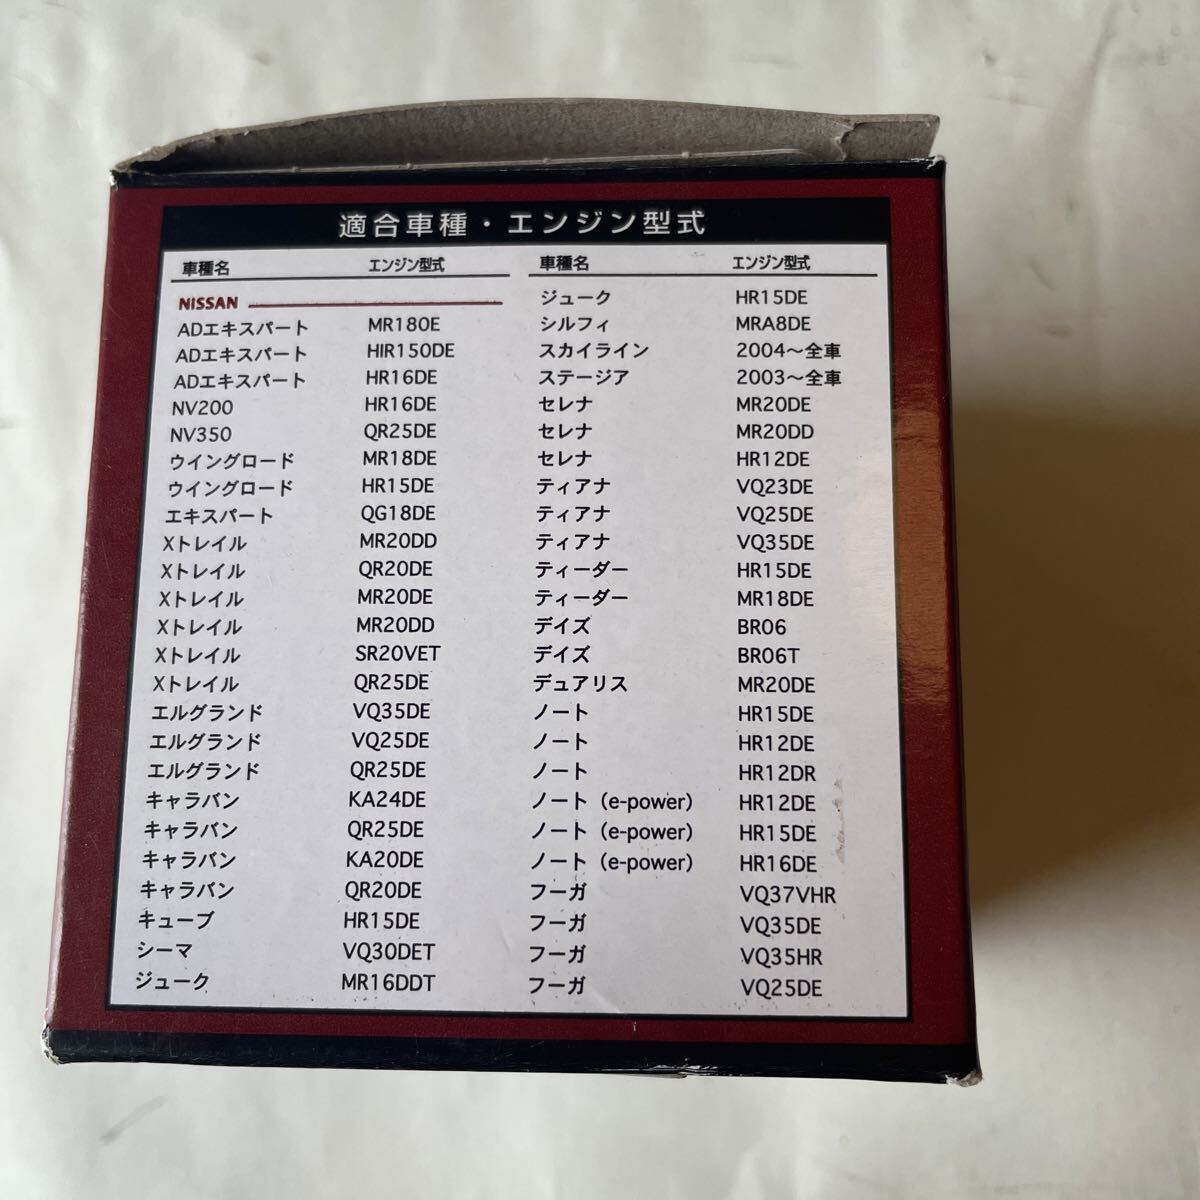 適合車種・エンジン型式
車種名 エンジン型式
NISSAN
ADエキスパート MR180E
ADエキスパート HIR150DE
ADエキスパート HR16DE
NV200 HR16DE
NV350 QR25DE
ウイングロード MR18DE
ウイングロード HR15DE
エキスパート QG18DE
Xトレイル MR20DD
Xトレイル QR20DE
Xトレイル MR20DE
Xトレイル MR20DD
Xトレイル SR20VET
Xトレイル QR25DE
エルグランド VQ35DE
エルグランド VQ25DE
エルグランド QR25DE
キャラバン KA24DE
キャラバン QR25DE
キャラバン KA20DE
キャラバン QR20DE
キューブ HR15DE
シーマ VQ30DET
ジューク MR16DDT
車種名 エンジン型式
ジューク HR15DE
シルフィ MRA8DE
スカイライン 2004〜全車
ステージア 2003〜全車
セレナ MR20DE
セレナ MR20DD
セレナ HR12DE
ティアナ VQ23DE
ティアナ VQ25DE
ティアナ VQ35DE
ティーダー HR15DE
ティーダー MR18DE
デイズ BR06
デイズ BR06T
デュアリス MR20DE
ノート HR15DE
ノート HR12DE
ノート HR12DR
ノート（e-power） HR12DE
ノート（e-power） HR15DE
ノート（e-power） HR16DE
フーガ VQ37VHR
フーガ VQ35DE
フーガ VQ35HR
フーガ VQ25DE